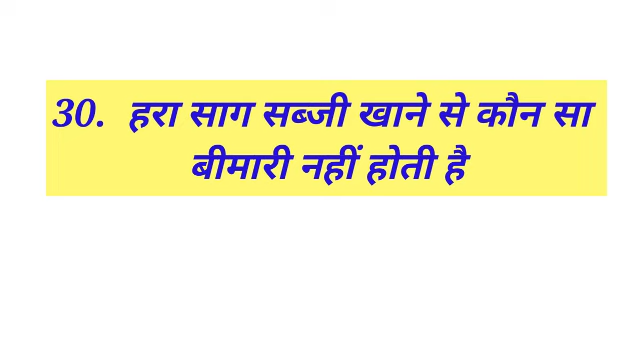 30. हरा साग सब्जी खाने से कौन सा
बीमारी नहीं होती है